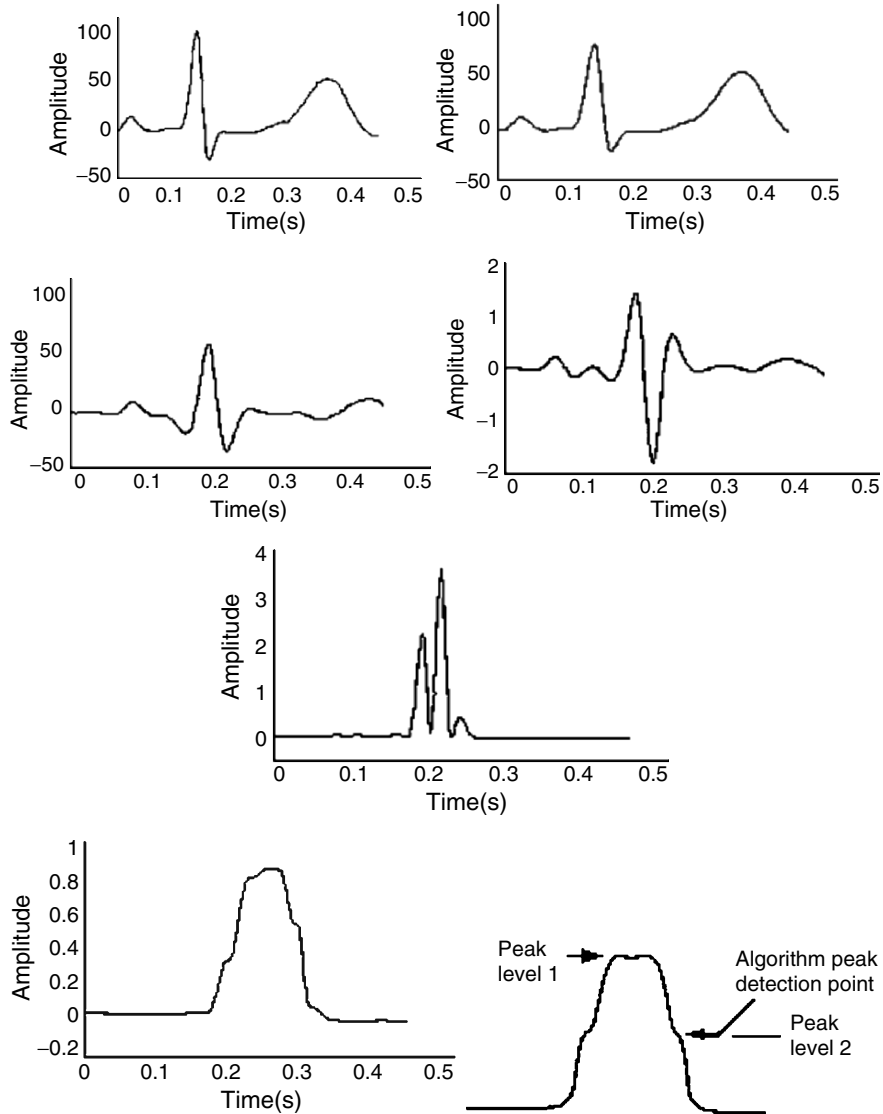 Amplitude
100
50
0
−50
0 0.1 0.2 0.3 0.4 0.5
Time(s)
Amplitude
100
50
0
−50
0 0.1 0.2 0.3 0.4 0.5
Time(s)
Amplitude
100
50
0
−50
0 0.1 0.2 0.3 0.4 0.5
Time(s)
Amplitude
2
1
0
−1
−2
0 0.1 0.2 0.3 0.4 0.5
Time(s)
Amplitude
4
3
2
1
0
0 0.1 0.2 0.3 0.4 0.5
Time(s)
Amplitude
1
0.8
0.6
0.4
0.2
0
−0.2
0 0.1 0.2 0.3 0.4 0.5
Time(s)
Peak
level 1
Algorithm peak
detection point
Peak
level 2